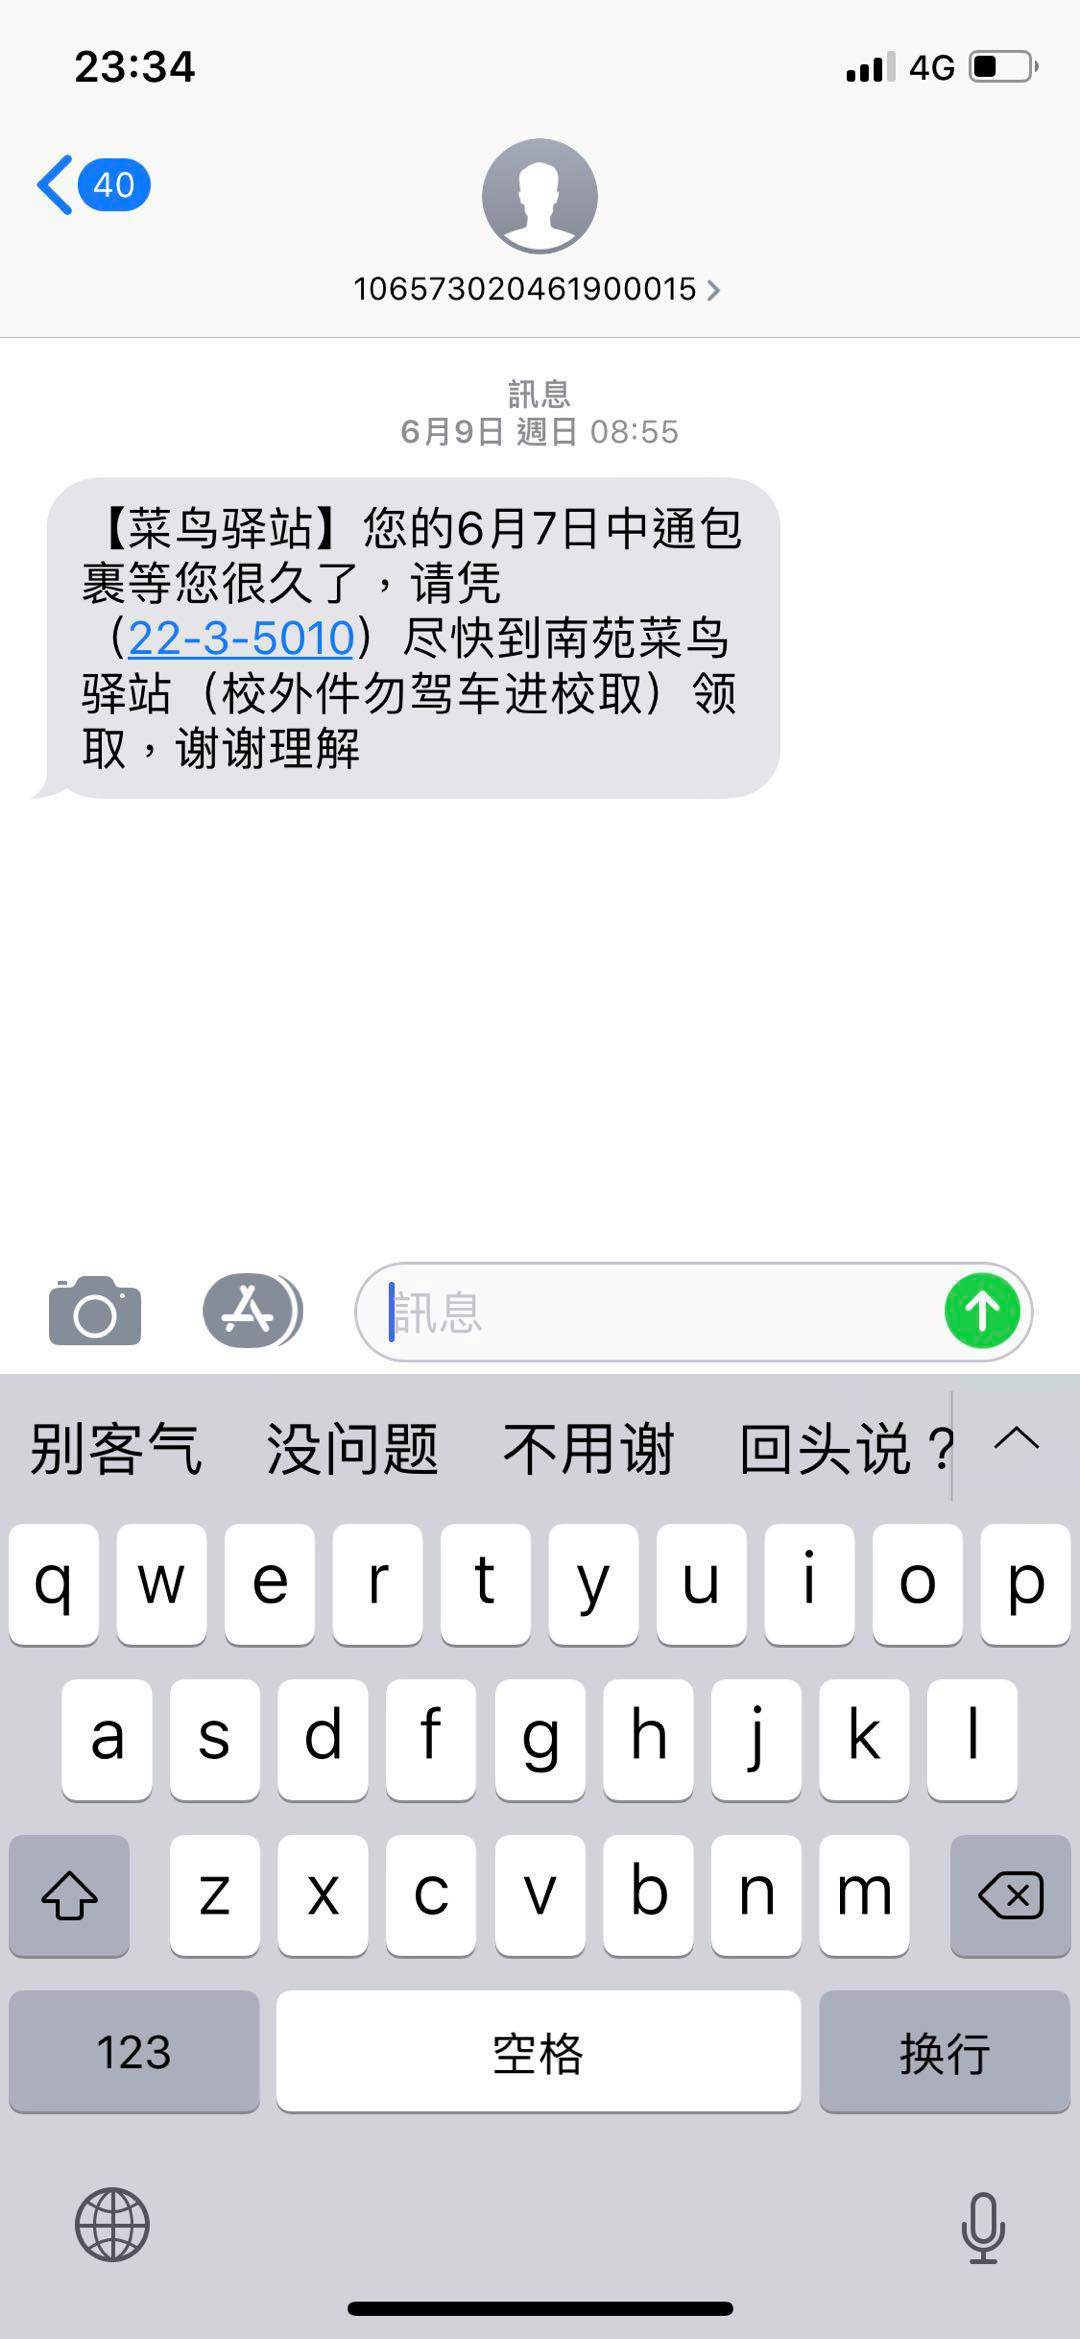 23:34
4G
40
106573020461900015
訊息
6月9日 週日 08:55
【菜鸟驿站】您的6月7日中通包
裹等您很久了，请凭
（22-3-5010）尽快到南苑菜鸟
驿站（校外件勿驾车进校取）领
取，谢谢理解
訊息
别客气 没问题 不用谢 回头说？
q w e r t y u i o p
a s d f g h j k l
z x c v b n m
123 空格 换行